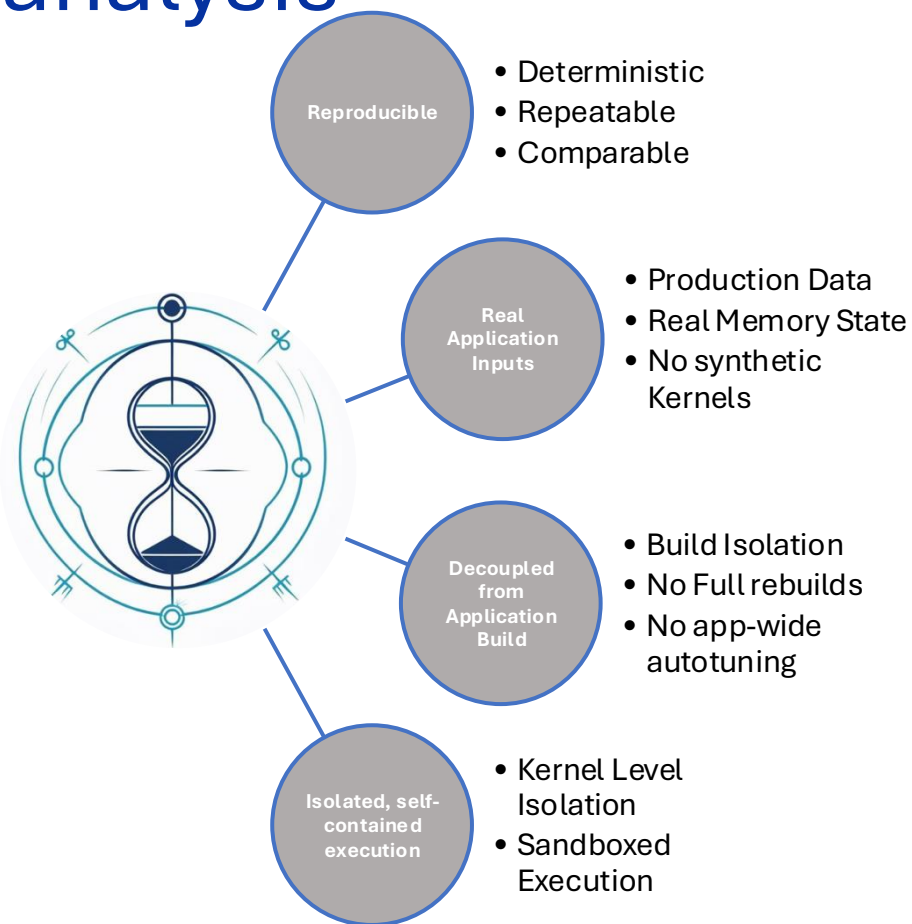 analysis
Reproducible
• Deterministic
• Repeatable
• Comparable
Real
Application
Inputs
• Production Data
• Real Memory State
• No synthetic
Kernels
Decoupled
from
Application
Build
• Build Isolation
• No Full rebuilds
• No app-wide
autotuning
Isolated, self-
contained
execution
• Kernel Level
Isolation
• Sandboxed
Execution